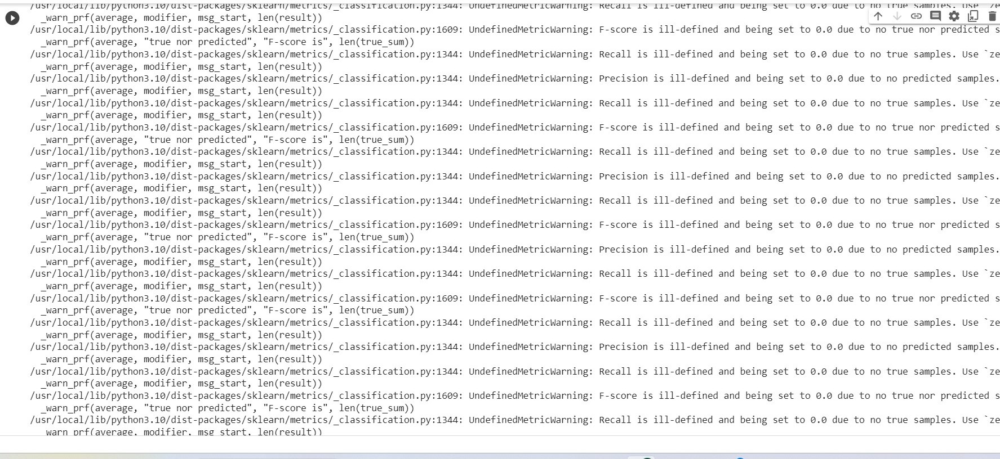 /usr/local/lib/python3.10/dist-packages/sklearn/metrics/_classification.py:1344: UndefinedMetricWarning: Recall is ill-defined and being set to 0.0 due to no true samples. Use `ze
  _warn_prf(average, modifier, msg_start, len(result))
/usr/local/lib/python3.10/dist-packages/sklearn/metrics/_classification.py:1609: UndefinedMetricWarning: F-score is ill-defined and being set to 0.0 due to no true nor predicted s
  _warn_prf(average, "true nor predicted", "F-score is", len(true_sum))
/usr/local/lib/python3.10/dist-packages/sklearn/metrics/_classification.py:1344: UndefinedMetricWarning: Recall is ill-defined and being set to 0.0 due to no true samples. Use `ze
  _warn_prf(average, modifier, msg_start, len(result))
/usr/local/lib/python3.10/dist-packages/sklearn/metrics/_classification.py:1344: UndefinedMetricWarning: Precision is ill-defined and being set to 0.0 due to no predicted samples.
  _warn_prf(average, modifier, msg_start, len(result))
/usr/local/lib/python3.10/dist-packages/sklearn/metrics/_classification.py:1344: UndefinedMetricWarning: Recall is ill-defined and being set to 0.0 due to no true samples. Use `ze
  _warn_prf(average, modifier, msg_start, len(result))
/usr/local/lib/python3.10/dist-packages/sklearn/metrics/_classification.py:1609: UndefinedMetricWarning: F-score is ill-defined and being set to 0.0 due to no true nor predicted s
  _warn_prf(average, "true nor predicted", "F-score is", len(true_sum))
/usr/local/lib/python3.10/dist-packages/sklearn/metrics/_classification.py:1344: UndefinedMetricWarning: Recall is ill-defined and being set to 0.0 due to no true samples. Use `ze
  _warn_prf(average, modifier, msg_start, len(result))
/usr/local/lib/python3.10/dist-packages/sklearn/metrics/_classification.py:1344: UndefinedMetricWarning: Precision is ill-defined and being set to 0.0 due to no predicted samples.
  _warn_prf(average, modifier, msg_start, len(result))
/usr/local/lib/python3.10/dist-packages/sklearn/metrics/_classification.py:1344: UndefinedMetricWarning: Recall is ill-defined and being set to 0.0 due to no true samples. Use `ze
  _warn_prf(average, modifier, msg_start, len(result))
/usr/local/lib/python3.10/dist-packages/sklearn/metrics/_classification.py:1609: UndefinedMetricWarning: F-score is ill-defined and being set to 0.0 due to no true nor predicted s
  _warn_prf(average, "true nor predicted", "F-score is", len(true_sum))
/usr/local/lib/python3.10/dist-packages/sklearn/metrics/_classification.py:1344: UndefinedMetricWarning: Precision is ill-defined and being set to 0.0 due to no predicted samples.
  _warn_prf(average, modifier, msg_start, len(result))
/usr/local/lib/python3.10/dist-packages/sklearn/metrics/_classification.py:1344: UndefinedMetricWarning: Recall is ill-defined and being set to 0.0 due to no true samples. Use `ze
  _warn_prf(average, modifier, msg_start, len(result))
/usr/local/lib/python3.10/dist-packages/sklearn/metrics/_classification.py:1609: UndefinedMetricWarning: F-score is ill-defined and being set to 0.0 due to no true nor predicted s
  _warn_prf(average, "true nor predicted", "F-score is", len(true_sum))
/usr/local/lib/python3.10/dist-packages/sklearn/metrics/_classification.py:1344: UndefinedMetricWarning: Recall is ill-defined and being set to 0.0 due to no true samples. Use `ze
  _warn_prf(average, modifier, msg_start, len(result))
/usr/local/lib/python3.10/dist-packages/sklearn/metrics/_classification.py:1344: UndefinedMetricWarning: Precision is ill-defined and being set to 0.0 due to no predicted samples.
  _warn_prf(average, modifier, msg_start, len(result))
/usr/local/lib/python3.10/dist-packages/sklearn/metrics/_classification.py:1344: UndefinedMetricWarning: Recall is ill-defined and being set to 0.0 due to no true samples. Use `ze
  _warn_prf(average, modifier, msg_start, len(result))
/usr/local/lib/python3.10/dist-packages/sklearn/metrics/_classification.py:1609: UndefinedMetricWarning: F-score is ill-defined and being set to 0.0 due to no true nor predicted s
  _warn_prf(average, "true nor predicted", "F-score is", len(true_sum))
/usr/local/lib/python3.10/dist-packages/sklearn/metrics/_classification.py:1344: UndefinedMetricWarning: Recall is ill-defined and being set to 0.0 due to no true samples. Use `ze
  _warn_prf(average, modifier, msg_start, len(result))